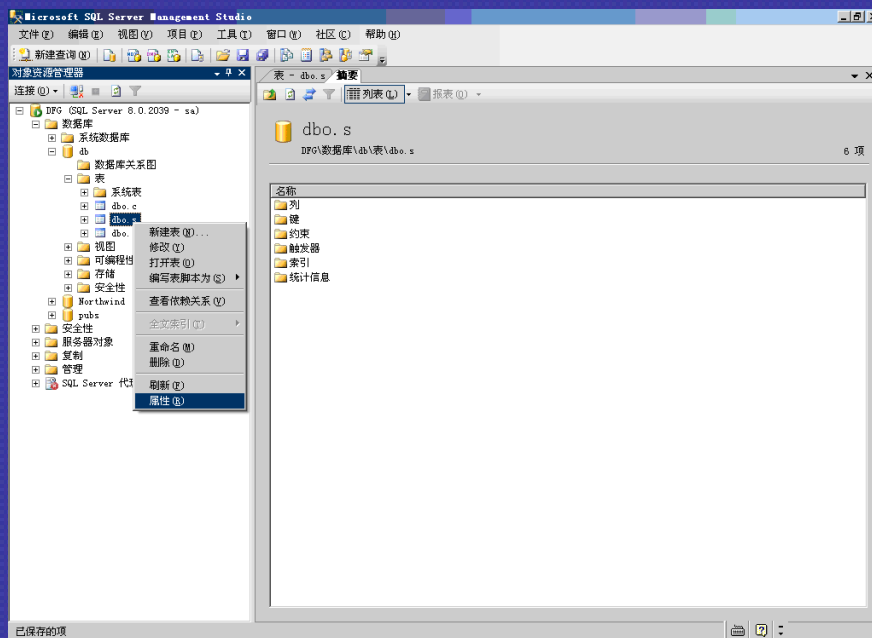 Microsoft SQL Server Management Studio
文件(F) 编辑(E) 视图(V) 项目(P) 工具(T) 窗口(W) 社区(C) 帮助(H)
新建查询(N)
对象资源管理器
连接(O)
DFG (SQL Server 8.0.2039 - sa)
数据库
系统数据库
db
数据库关系图
表
系统表
dbo.c
dbo.s
dbo.
视图
可编程性
存储
安全性
Northwind
pubs
安全性
服务器对象
复制
管理
SQL Server 代理
新建表(N)...
修改(Y)
打开表(O)
编写表脚本为(S)
查看依赖关系(V)
全文索引(T)
重命名(M)
删除(D)
刷新(F)
属性(R)
表 - dbo.s 摘要
列表(L) 报表(O)
dbo.s
DFG\数据库\db\表\dbo.s
6 项
名称
列
键
约束
触发器
索引
统计信息
已保存的项